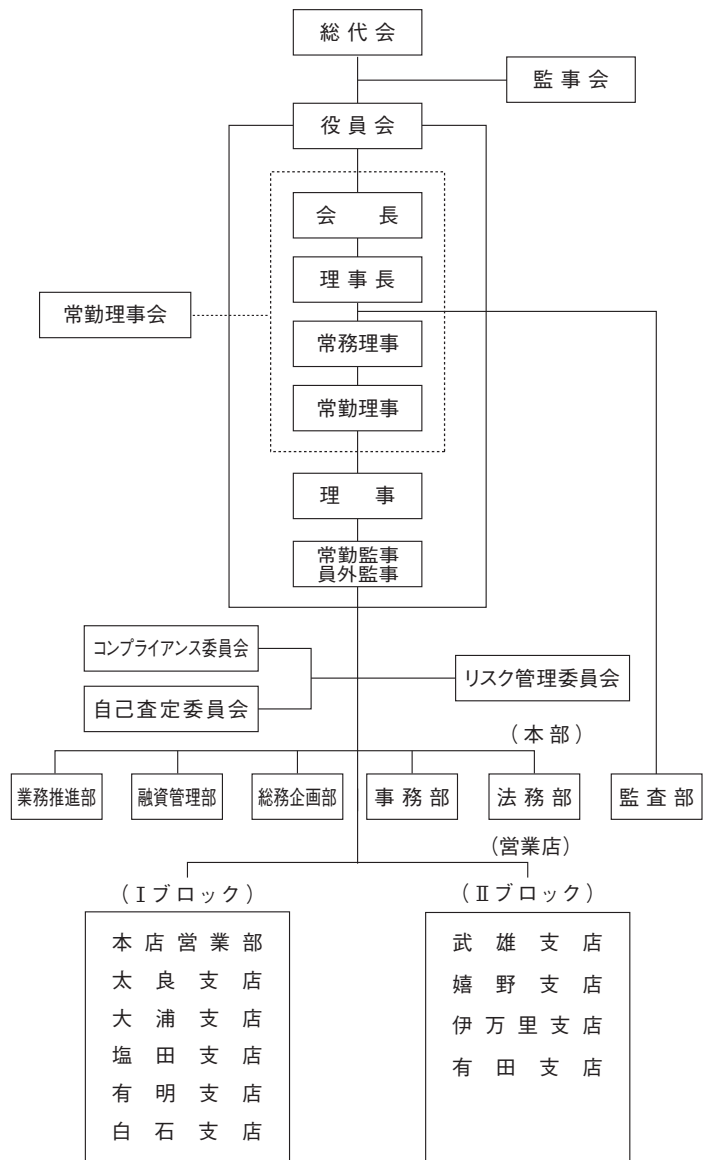 総代会
監事会
役員会
会長
理事長
常勤理事会
常務理事
常勤理事
理事
常勤監事
員外監事
コンプライアンス委員会
リスク管理委員会
自己査定委員会
（本部）
業務推進部
融資管理部
総務企画部
事務部
法務部
監査部
（営業店）
（Ⅰブロック）
本店営業部
太良支店
大浦支店
塩田支店
有明支店
白石支店
（Ⅱブロック）
武雄支店
嬉野支店
伊万里支店
有田支店